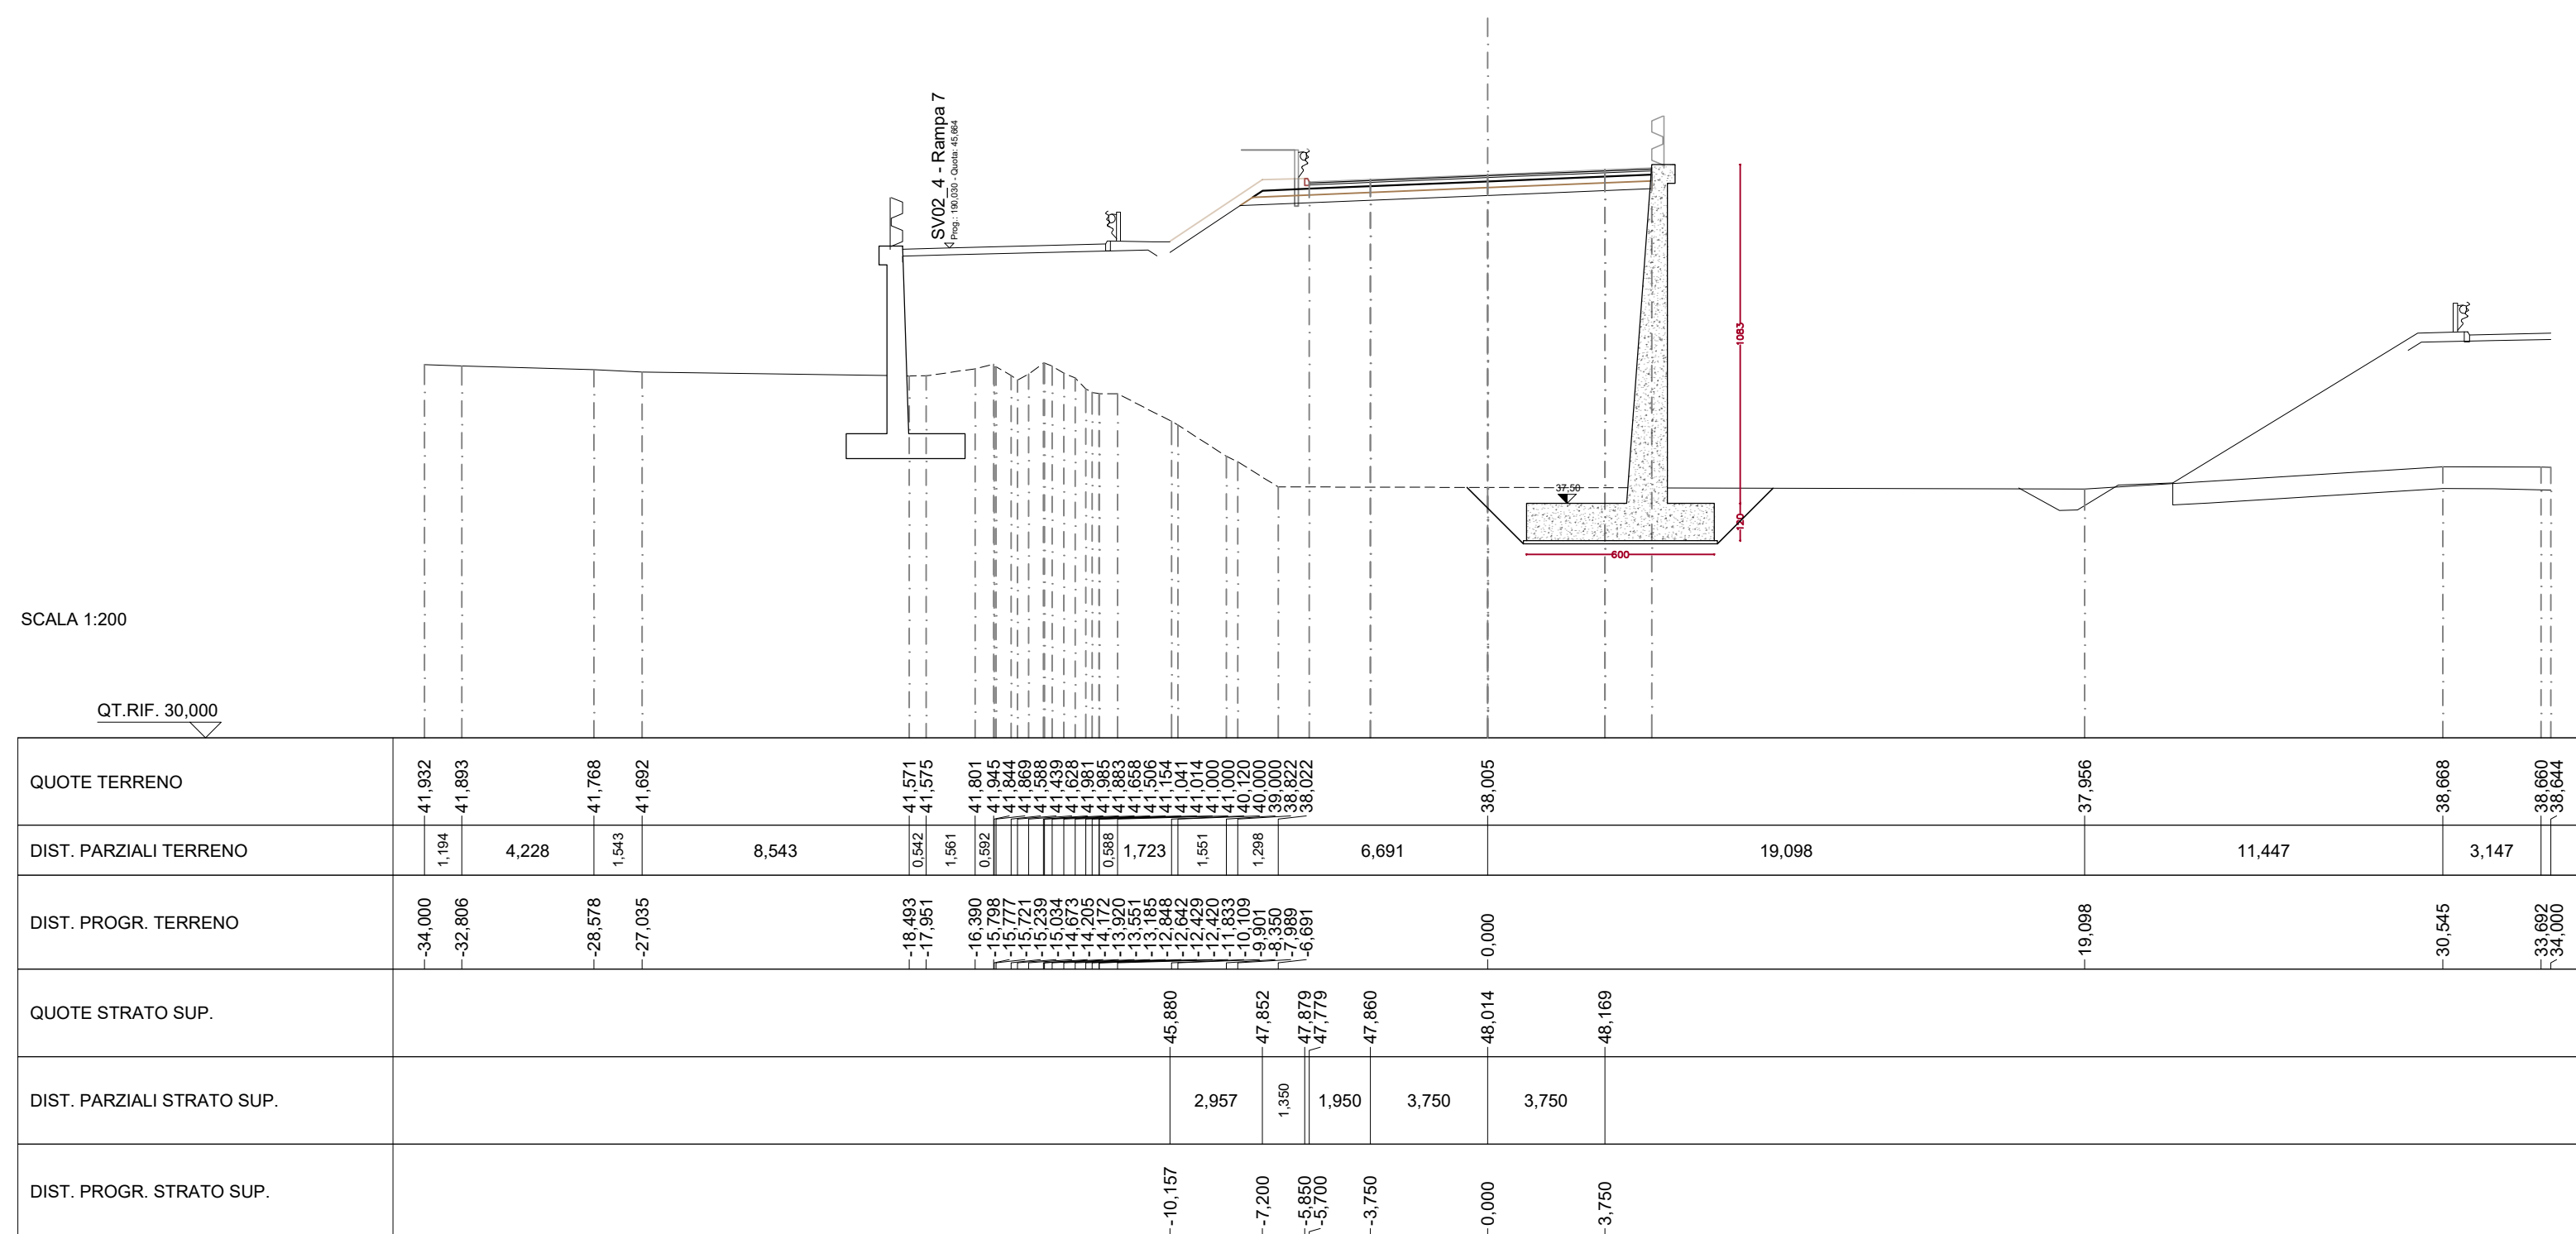 SV02_4 - Rampa 7
Prog.: 190,030 - Quota: 45,664
1083
37,50
120
600
SCALA 1:200
QT.RIF. 30,000
QUOTE TERRENO
41,932 41,893 41,768 41,692 41,571 41,575 41,801 41,945 41,844 41,869 41,588 41,439 41,628 41,981 41,985 41,883 41,658 41,506 41,154 41,041 41,014 41,000 41,000 40,120 40,000 39,000 38,822 38,022 38,005 37,956 38,668 38,660 38,644
DIST. PARZIALI TERRENO
1,194 4,228 1,543 8,543 0,542 1,561 0,592 0,588 1,723 1,551 1,298 6,691 19,098 11,447 3,147
DIST. PROGR. TERRENO
-34,000 -32,806 -28,578 -27,035 -18,493 -17,951 -16,390 -15,798 -15,777 -15,721 -15,239 -15,034 -14,673 -14,205 -14,172 -13,920 -13,551 -13,185 -12,848 -12,642 -12,429 -12,420 -11,833 -10,109 -9,901 -8,350 -7,989 -6,691 0,000 19,098 30,545 33,692 34,000
QUOTE STRATO SUP.
45,880 47,852 47,879 47,779 47,860 48,014 48,169
DIST. PARZIALI STRATO SUP.
2,957 1,350 1,950 3,750 3,750
DIST. PROGR. STRATO SUP.
-10,157 -7,200 -5,850 -5,700 -3,750 0,000 3,750